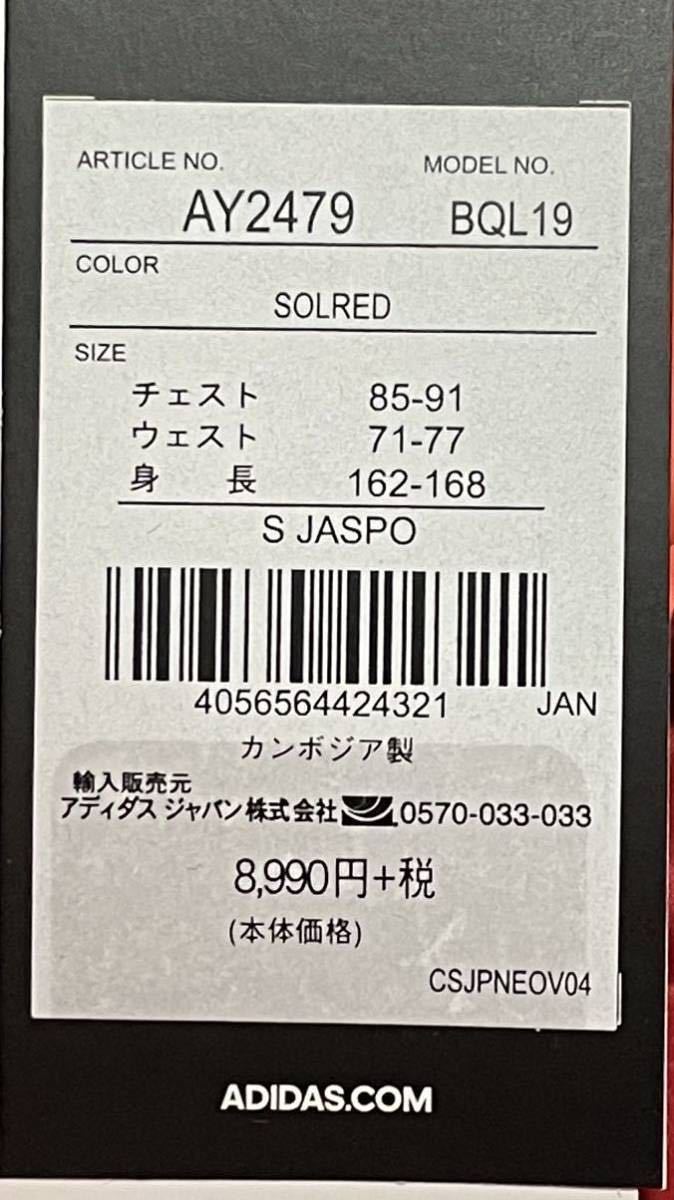 ARTICLE NO. MODEL NO.
AY2479 BQL19
COLOR
SOLRED
SIZE
チェスト 85-91
ウェスト 71-77
身 長 162-168
S JASPO
4056564424321 JAN
カンボジア製
輸入販売元
アディダス ジャパン株式会社 0570-033-033
8,990円+税
(本体価格)
CSJPNEOV04
ADIDAS.COM